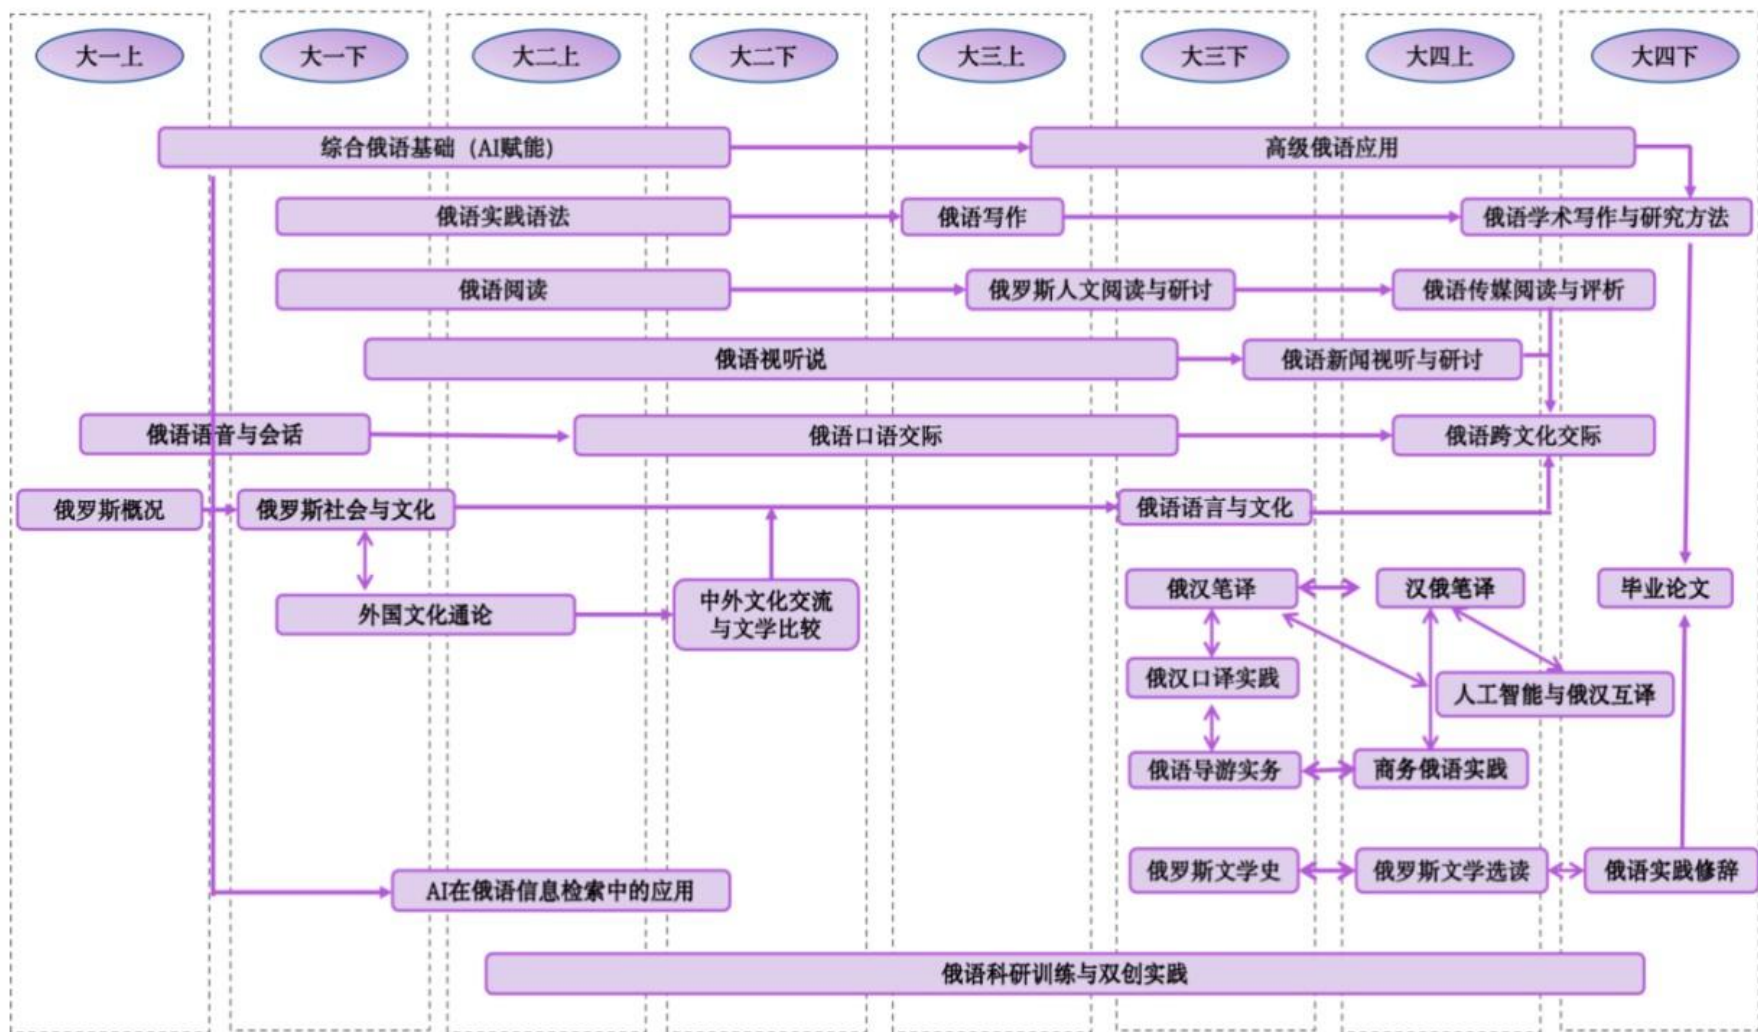 大一上
大一下
大二上
大二下
大三上
大三下
大四上
大四下
综合俄语基础（AI赋能）
高级俄语应用
俄语实践语法
俄语写作
俄语学术写作与研究方法
俄语阅读
俄罗斯人文阅读与研讨
俄语传媒阅读与评析
俄语视听说
俄语新闻视听与研讨
俄语语音与会话
俄语口语交际
俄语跨文化交际
俄罗斯概况
俄罗斯社会与文化
俄语语言与文化
外国文化通论
中外文化交流
与文学比较
俄汉笔译
汉俄笔译
毕业论文
俄汉口译实践
人工智能与俄汉互译
俄语导游实务
商务俄语实践
俄罗斯文学史
俄罗斯文学选读
俄语实践修辞
AI在俄语信息检索中的应用
俄语科研训练与双创实践